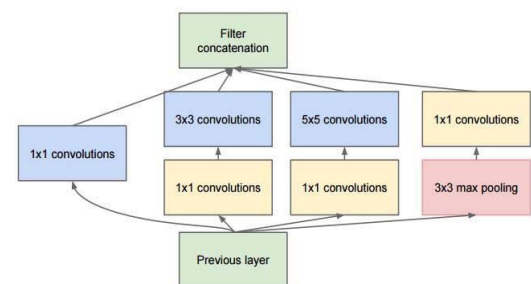 Filter
concatenation
3x3 convolutions
5x5 convolutions
1x1 convolutions
1x1 convolutions
1x1 convolutions
1x1 convolutions
3x3 max pooling
Previous layer